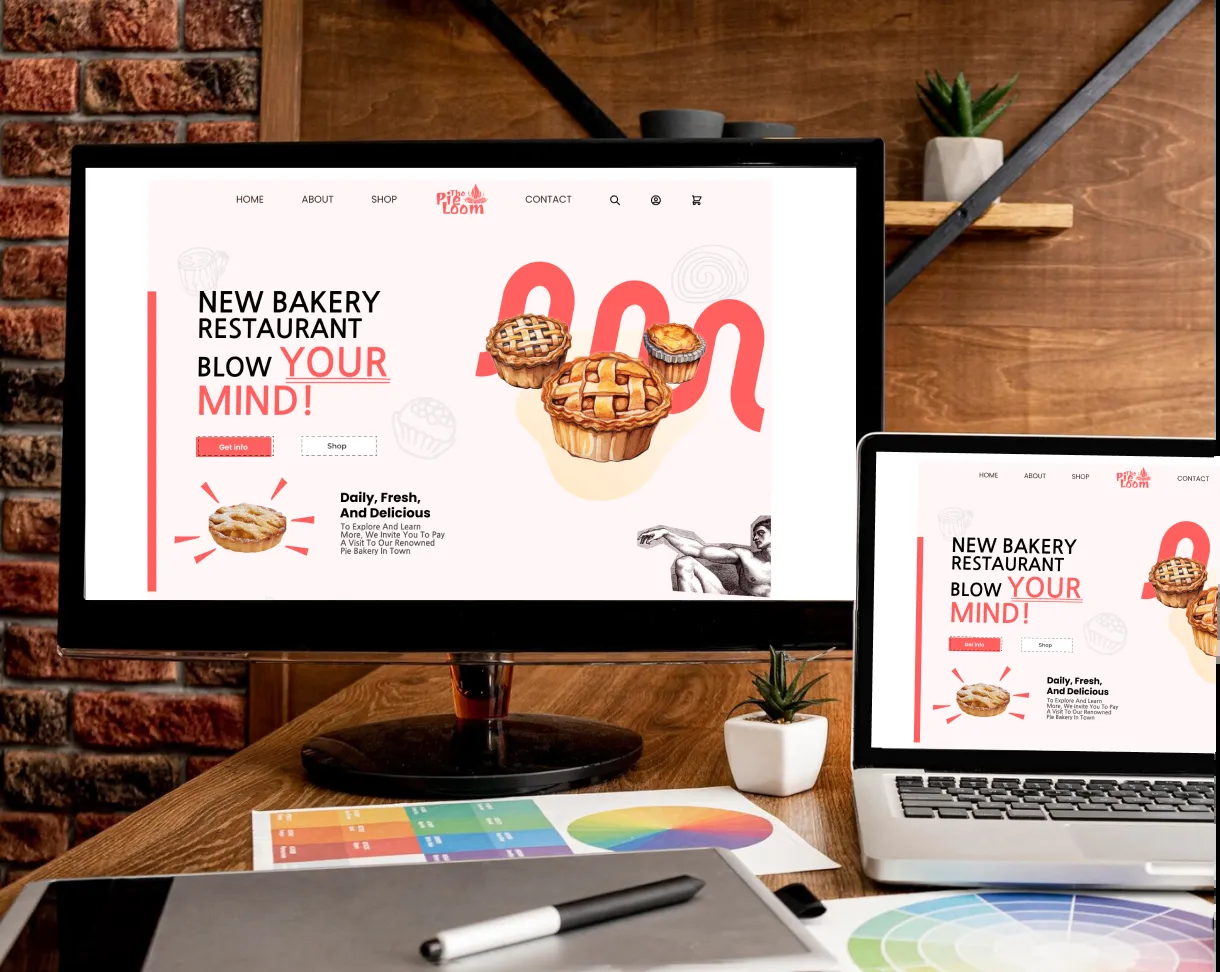 HOME ABOUT SHOP
The
Pie
Loom
CONTACT
NEW BAKERY
RESTAURANT
BLOW YOUR
MIND!
Get info
Shop
Daily, Fresh,
And Delicious
To Explore And Learn
More, We Invite You To Pay
A Visit To Our Renowned
Pie Bakery In Town
HOME ABOUT SHOP
The
Pie
Loom
CONTACT
NEW BAKERY
RESTAURANT
BLOW YOUR
MIND!
Get info
Shop
Daily, Fresh,
And Delicious
To Explore And Learn
More, We Invite You To Pay
A Visit To Our Renowned
Pie Bakery In Town